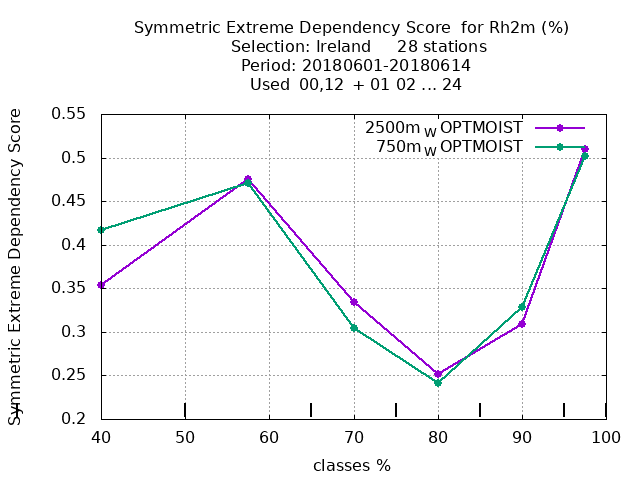 Symmetric Extreme Dependency Score for Rh2m (%)
Selection: Ireland 28 stations
Period: 20180601-20180614
Used 00,12 + 01 02 ... 24
Symmetric Extreme Dependency Score
0.55
0.5
0.45
0.4
0.35
0.3
0.25
0.2
2500m W OPTMOIST
750m W OPTMOIST
40 50 60 70 80 90 100
classes %